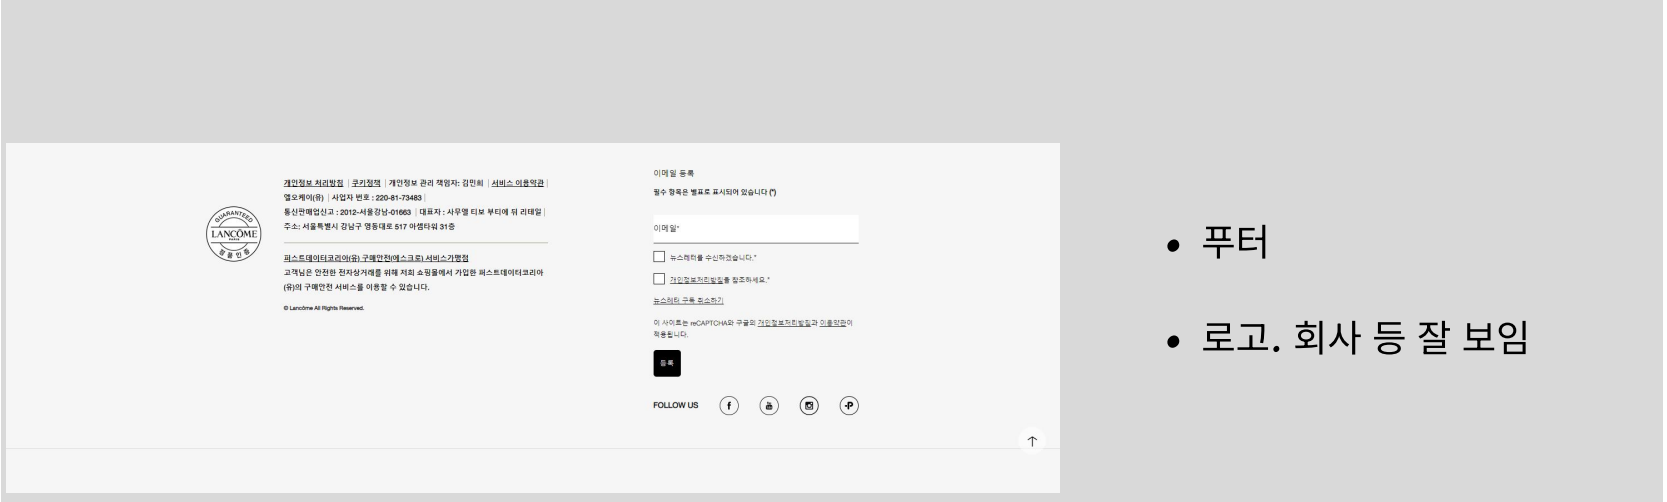 GUARANTEED
LANCÔME
PARIS
정품인증
개인정보 처리방침 | 쿠키정책 | 개인정보 관리 책임자: 김민희 | 서비스 이용약관 |
엘오케이(유) | 사업자 번호 : 220-81-73483 |
통신판매업신고 : 2012-서울강남-01663 | 대표자 : 사무엘 티보 부티에 뒤 리테일 |
주소: 서울특별시 강남구 영동대로 517 아셈타워 31층
퍼스트데이터코리아(유) 구매안전(에스크로) 서비스가맹점
고객님은 안전한 전자상거래를 위해 저희 쇼핑몰에서 가입한 퍼스트데이터코리아
(유)의 구매안전 서비스를 이용할 수 있습니다.
© Lancôme All Rights Reserved.
이메일 등록
필수 항목은 별표로 표시되어 있습니다 (*)
이메일*
뉴스레터를 수신하겠습니다.*
개인정보처리방침을 참조하세요.*
뉴스레터 구독 취소하기
이 사이트는 reCAPTCHA와 구글의 개인정보처리방침과 이용약관이
적용됩니다.
등록
FOLLOW US
• 푸터
• 로고. 회사 등 잘 보임